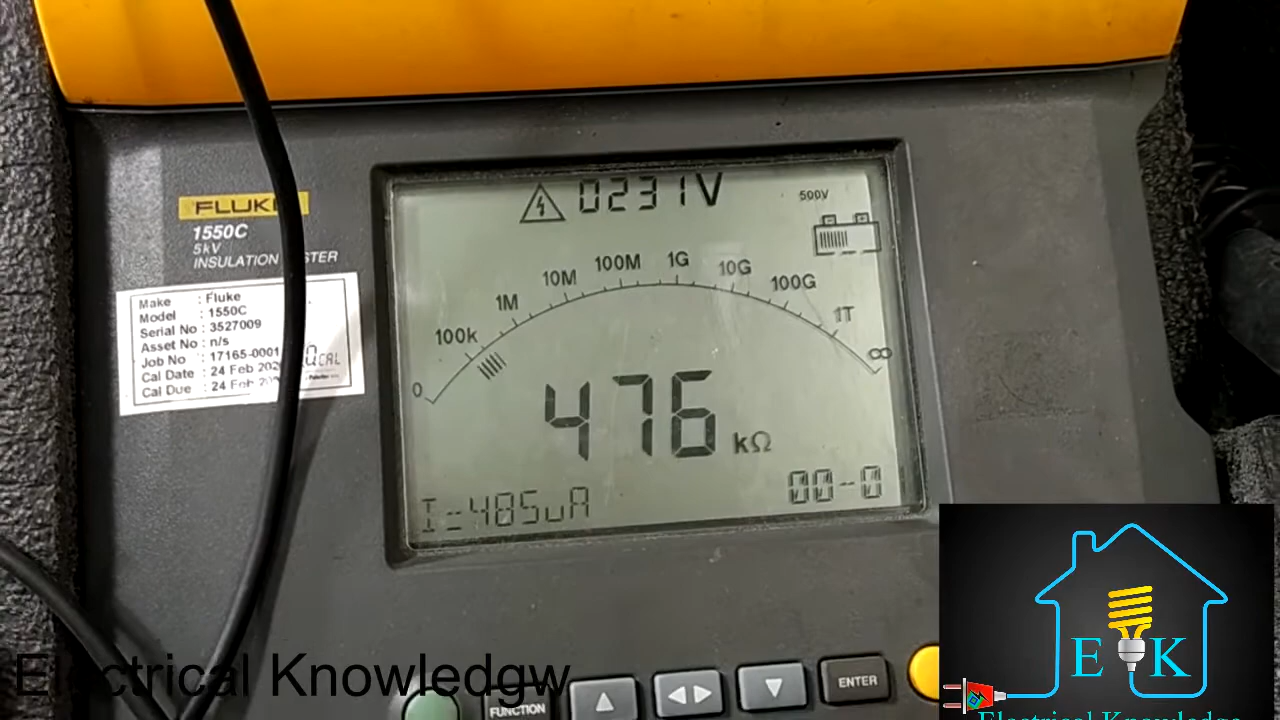 0231V
500V
FLUKE
1550C
5kV
INSULATION TESTER
1G
100M
10G
10M
100G
1M
1T
100k
∞
0
476 kΩ
I=485uA
00-0
Make : Fluke
Model : 1550C
Serial No : 3527009
Asset No : n/s
Job No : 17165-0001
Cal Date : 24 Feb
Cal Due : 24 Feb
CAL
FUNCTION
ENTER
E K
Electrical Knowledge
Electrical Knowledgw